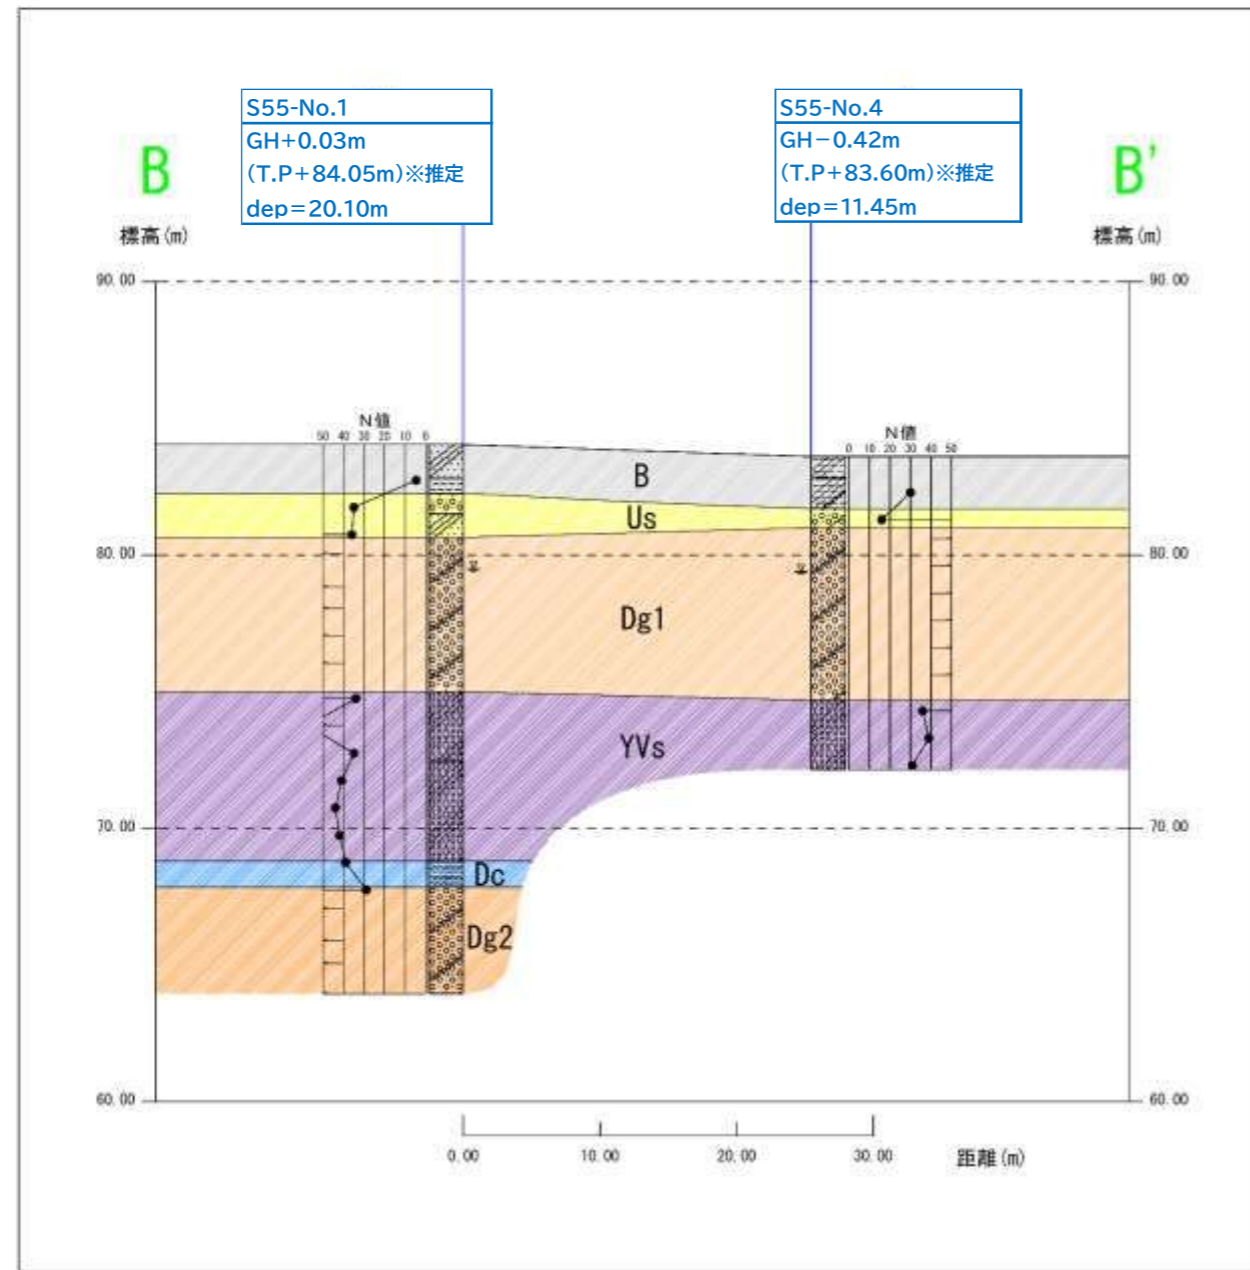 S55-No.1
GH+0.03m
(T.P+84.05m)※推定
dep=20.10m
S55-No.4
GH-0.42m
(T.P+83.60m)※推定
dep=11.45m
B
B'
標高(m)
標高(m)
90.00
90.00
N値
50 40 30 20 10 0
N値
0 10 20 30 40 50
B
Us
80.00
80.00
Dg1
YVs
70.00
70.00
Dc
Dg2
60.00
60.00
0.00 10.00 20.00 30.00 距離(m)